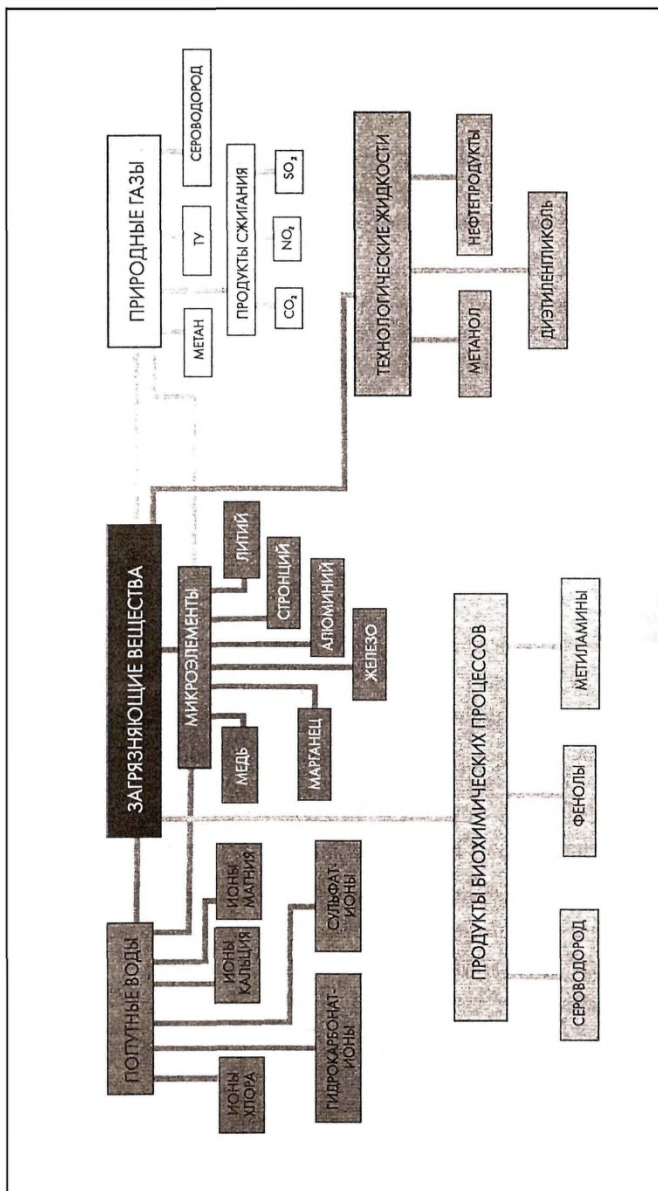 ЗАГРЯЗНЯЮЩИЕ ВЕЩЕСТВА
ПОПУТНЫЕ ВОДЫ
ИОНЫ
ХЛОРА
ГИДРОКАРБОНАТ-
ИОНЫ
ИОНЫ
КАЛЬЦИЯ
СУЛЬФАТ-
ИОНЫ
ИОНЫ
МАГНИЯ
МИКРОЭЛЕМЕНТЫ
МЕДЬ
МАРГАНЕЦ
ЖЕЛЕЗО
АЛЮМИНИЙ
СТРОНЦИЙ
ЛИТИЙ
ПРИРОДНЫЕ ГАЗЫ
МЕТАН
ТУ
СЕРОВОДОРОД
ПРОДУКТЫ СЖИГАНИЯ
CO₂
NO₂
SO₂
ТЕХНОЛОГИЧЕСКИЕ ЖИДКОСТИ
МЕТАНОЛ
ДИЭТИЛЕНГЛИКОЛЬ
НЕФТЕПРОДУКТЫ
ПРОДУКТЫ БИОХИМИЧЕСКИХ ПРОЦЕССОВ
СЕРОВОДОРОД
ФЕНОЛЫ
МЕТИЛАМИНЫ